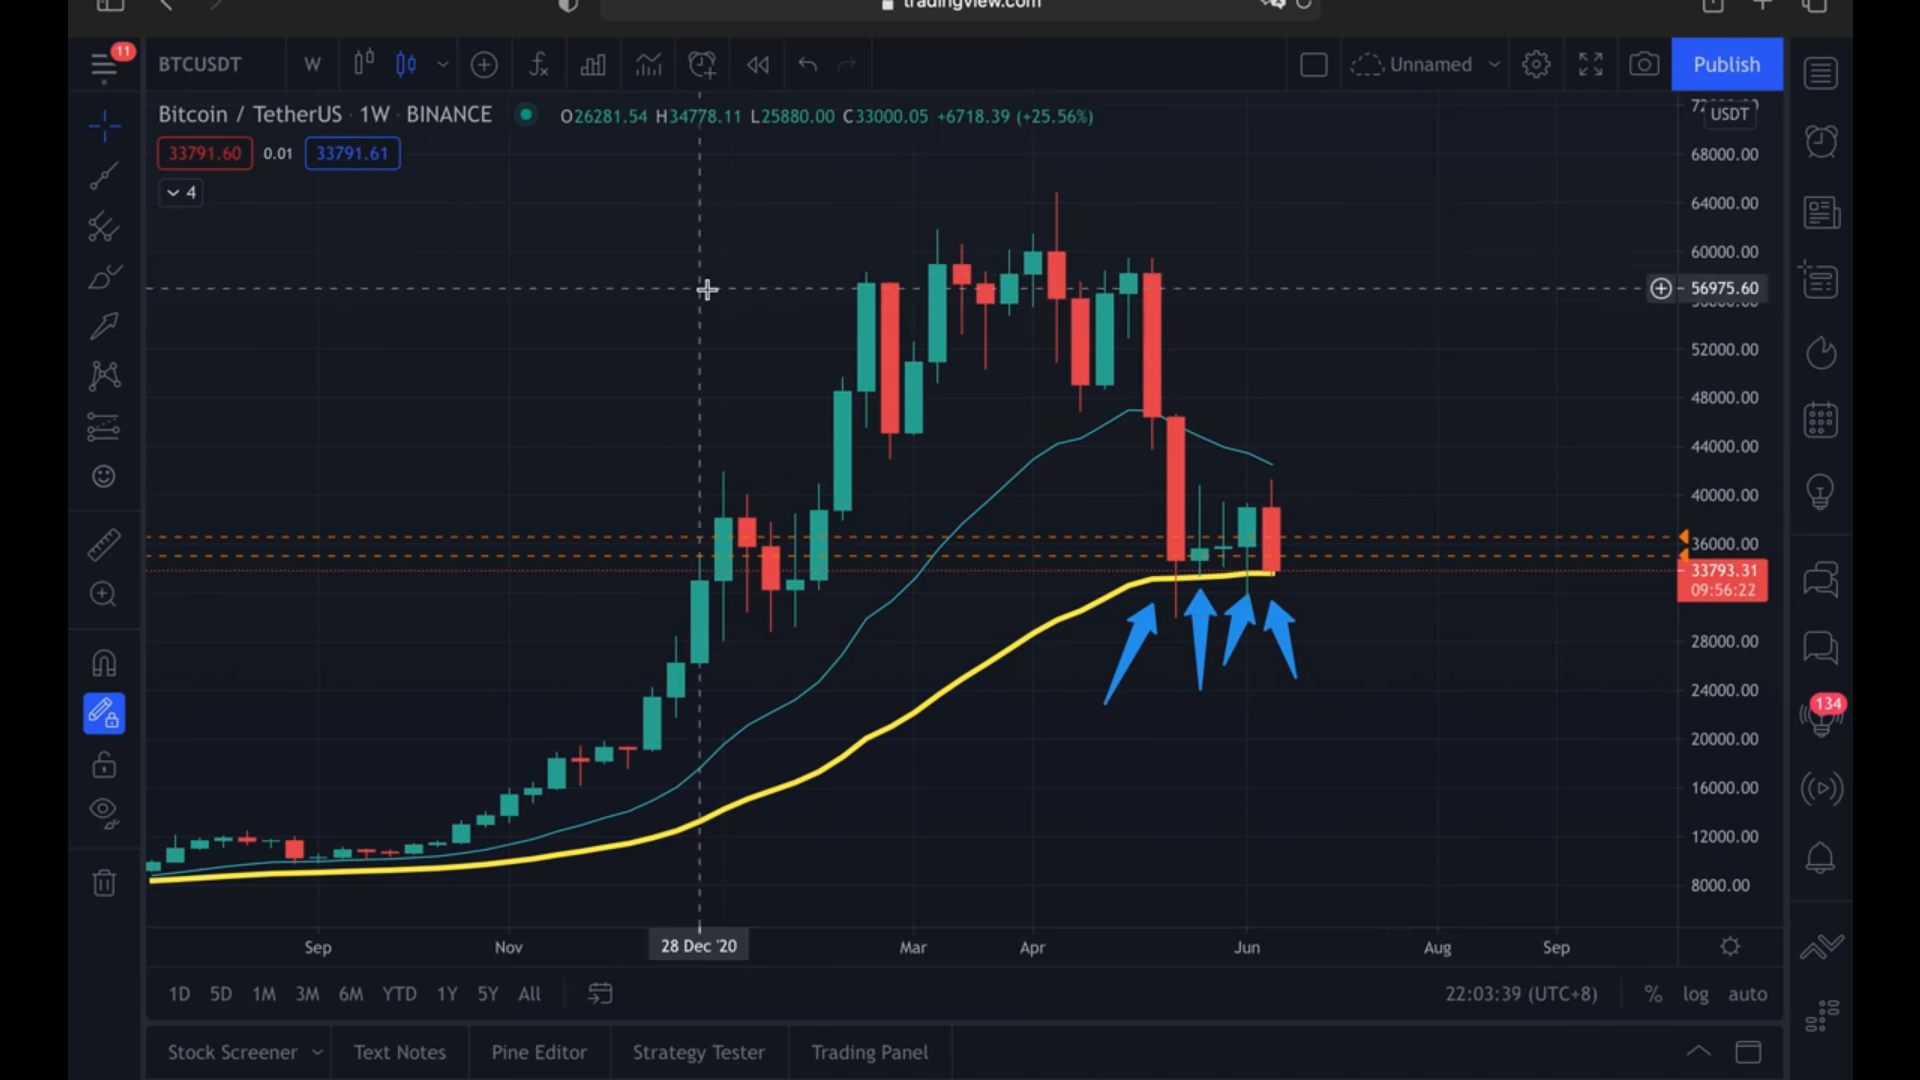 tradingview.com
11
BTCUSDT W Unnamed Publish
Bitcoin / TetherUS · 1W · BINANCE O26281.54 H34778.11 L25880.00 C33000.05 +6718.39 (+25.56%)
33791.60 0.01 33791.61
4
USDT
68000.00
64000.00
60000.00
56975.60
52000.00
48000.00
44000.00
40000.00
36000.00
33793.31
09:56:22
28000.00
24000.00
134
20000.00
16000.00
12000.00
8000.00
Sep Nov 28 Dec '20 Mar Apr Jun Aug Sep
1D 5D 1M 3M 6M YTD 1Y 5Y All 22:03:39 (UTC+8) % log auto
Stock Screener Text Notes Pine Editor Strategy Tester Trading Panel